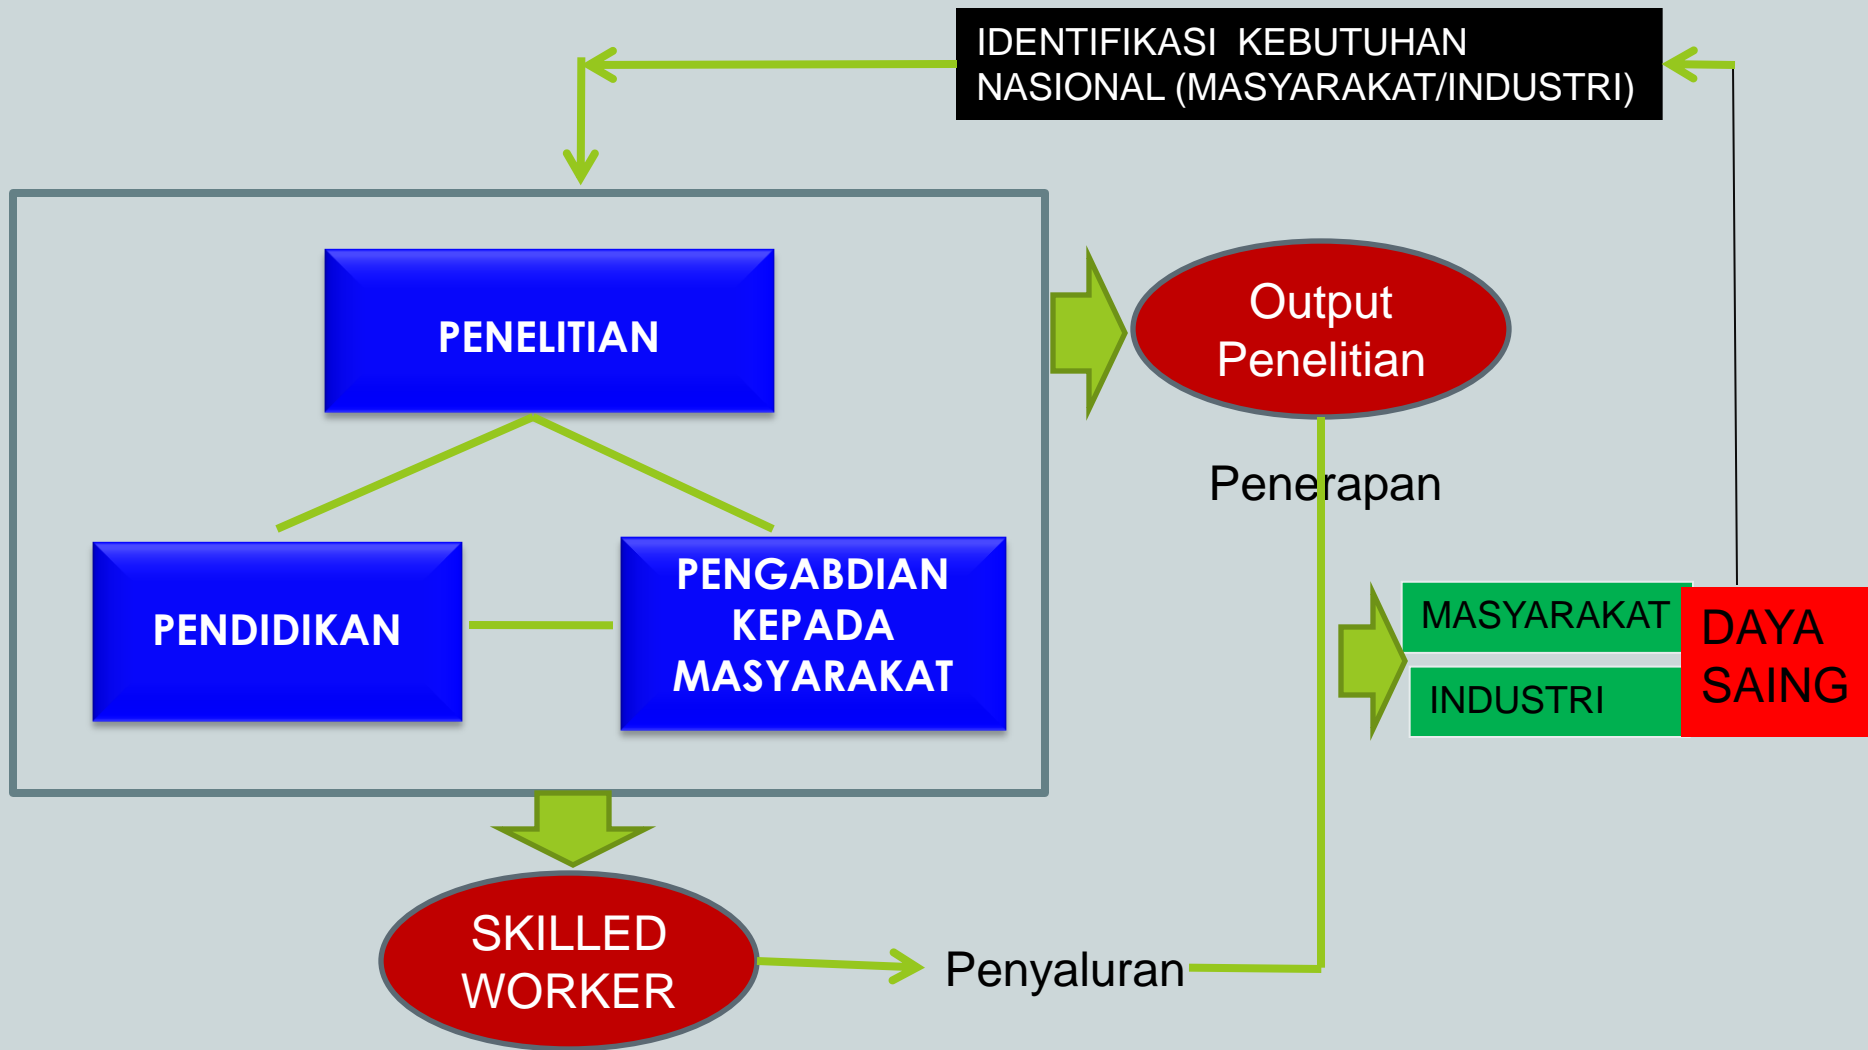 IDENTIFIKASI KEBUTUHAN
NASIONAL (MASYARAKAT/INDUSTRI)
PENELITIAN
Output
Penelitian
Penerapan
PENDIDIKAN
PENGABDIAN
KEPADA
MASYARAKAT
MASYARAKAT
INDUSTRI
DAYA
SAING
SKILLED
WORKER
Penyaluran